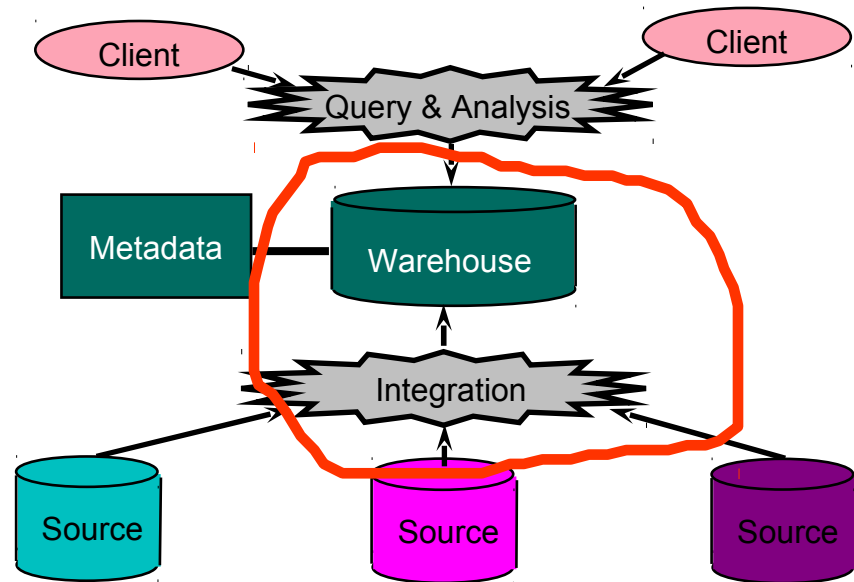 Client
Client
Query & Analysis
Metadata
Warehouse
Integration
Source
Source
Source